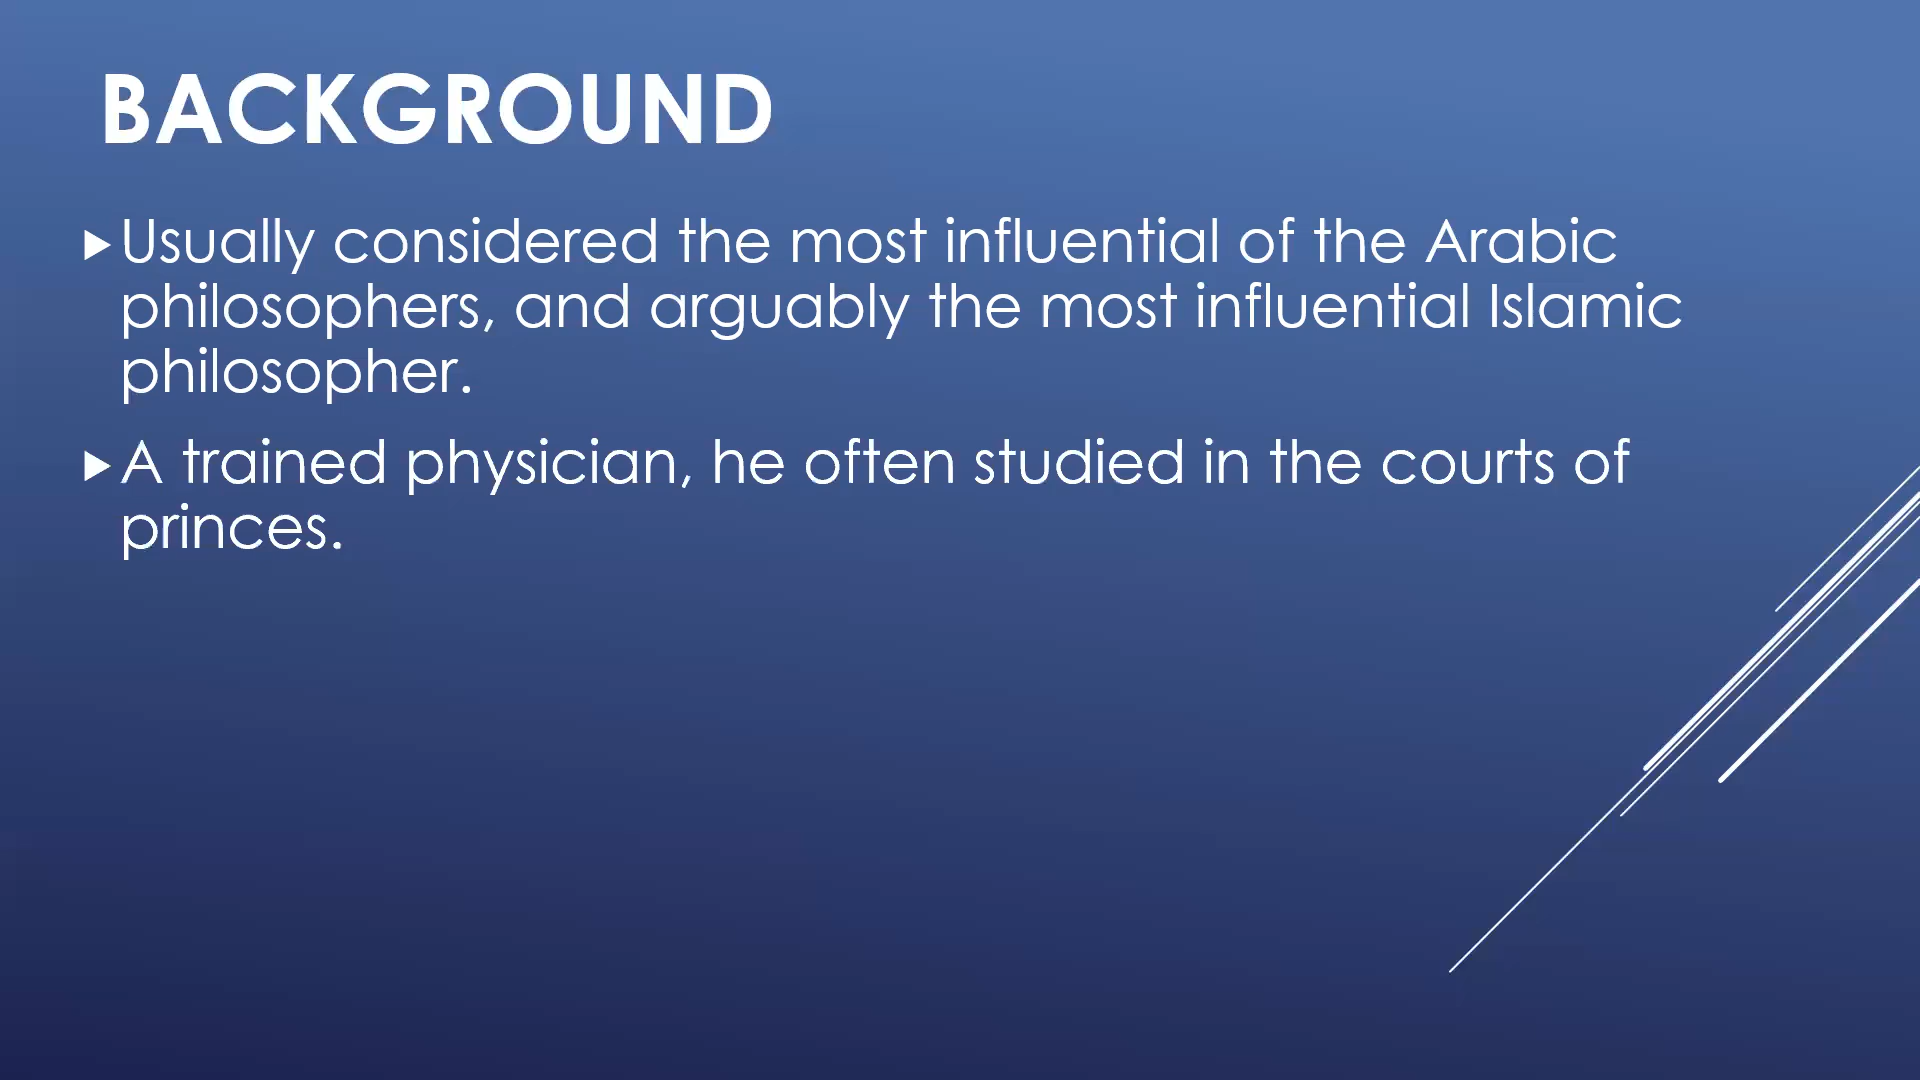 BACKGROUND
Usually considered the most influential of the Arabic
philosophers, and arguably the most influential Islamic
philosopher.
A trained physician, he often studied in the courts of
princes.